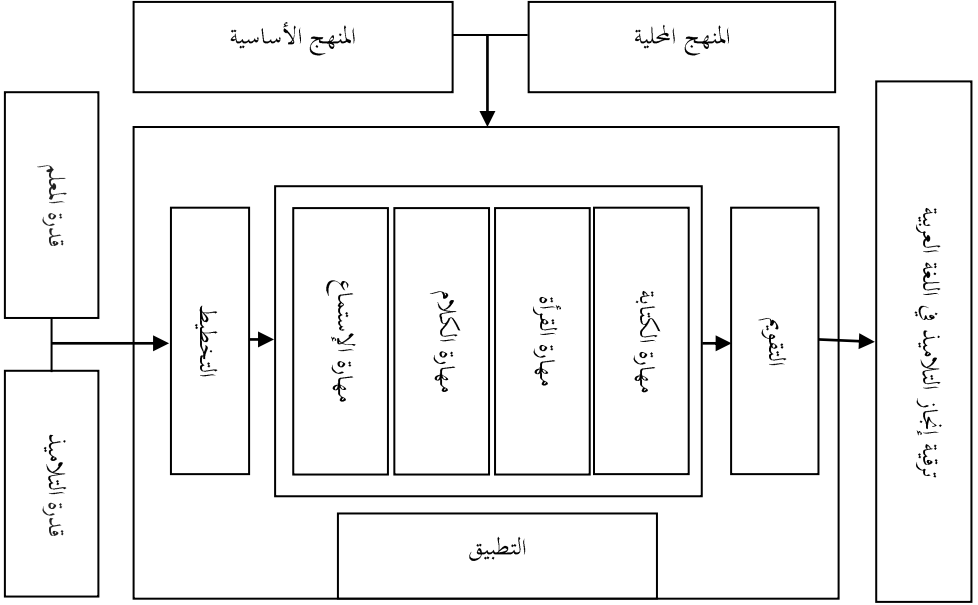 المنهج المحلية
المنهج الأساسية
قدرة المعلم
قدرة التلاميذ
التخطيط
مهارة الإستماع
مهارة الكلام
مهارة القرأة
مهارة الكتابة
التقويم
ترقية إنجاز التلاميذ في اللغة العربية
التطبيق